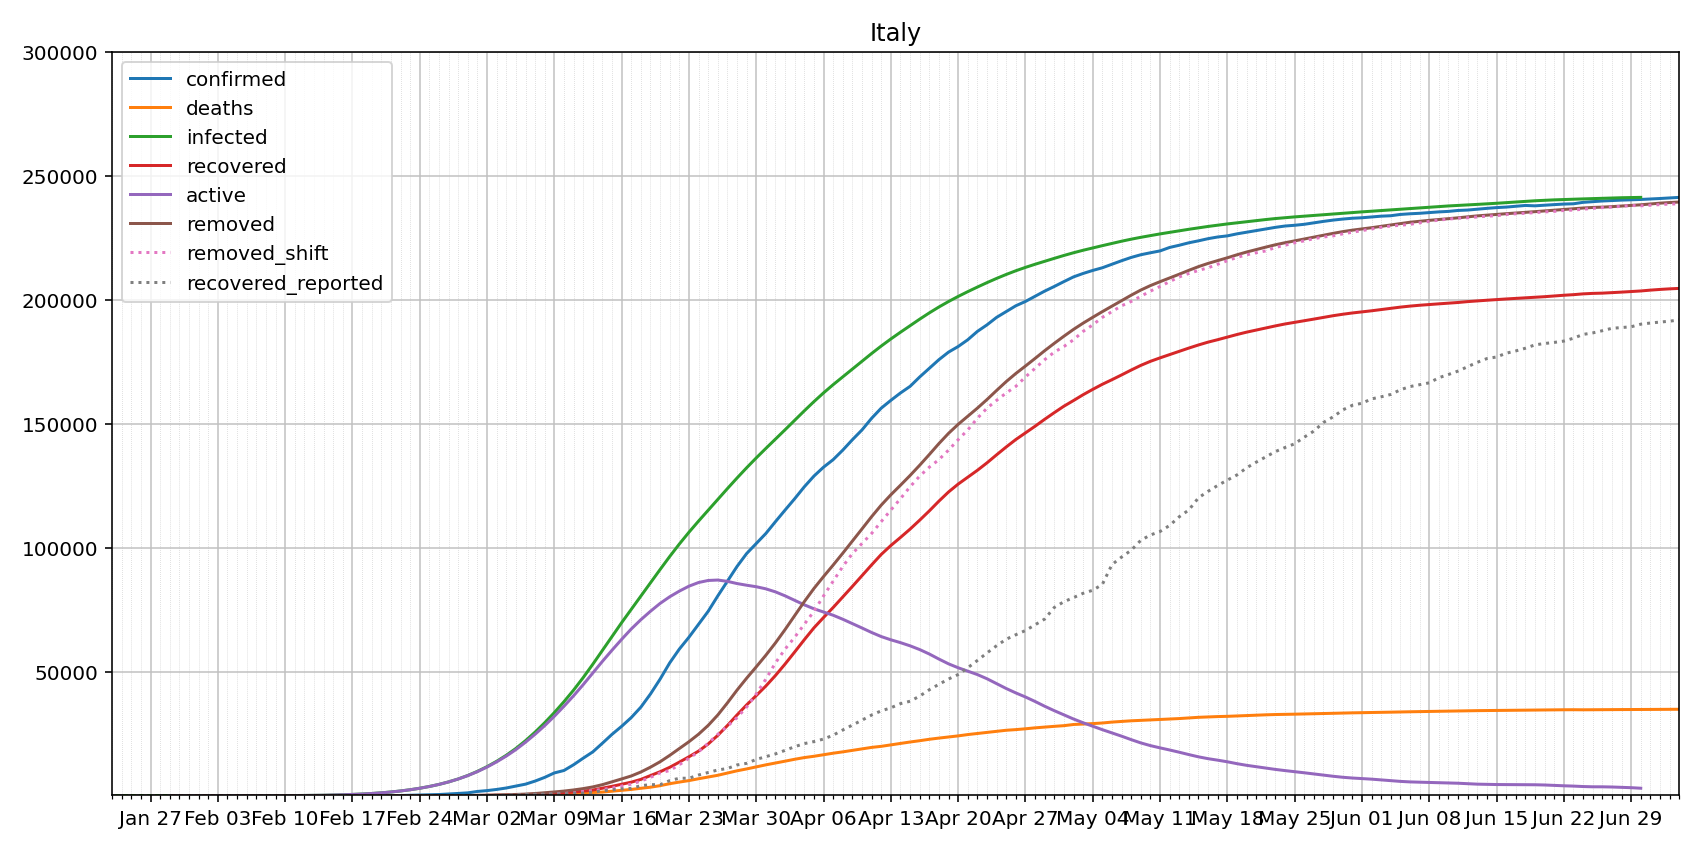 Italy
300000
250000
200000
150000
100000
50000
confirmed
deaths
infected
recovered
active
removed
removed_shift
recovered_reported
Jan 27 Feb 03 Feb 10 Feb 17 Feb 24 Mar 02 Mar 09 Mar 16 Mar 23 Mar 30 Apr 06 Apr 13 Apr 20 Apr 27 May 04 May 11 May 18 May 25 Jun 01 Jun 08 Jun 15 Jun 22 Jun 29